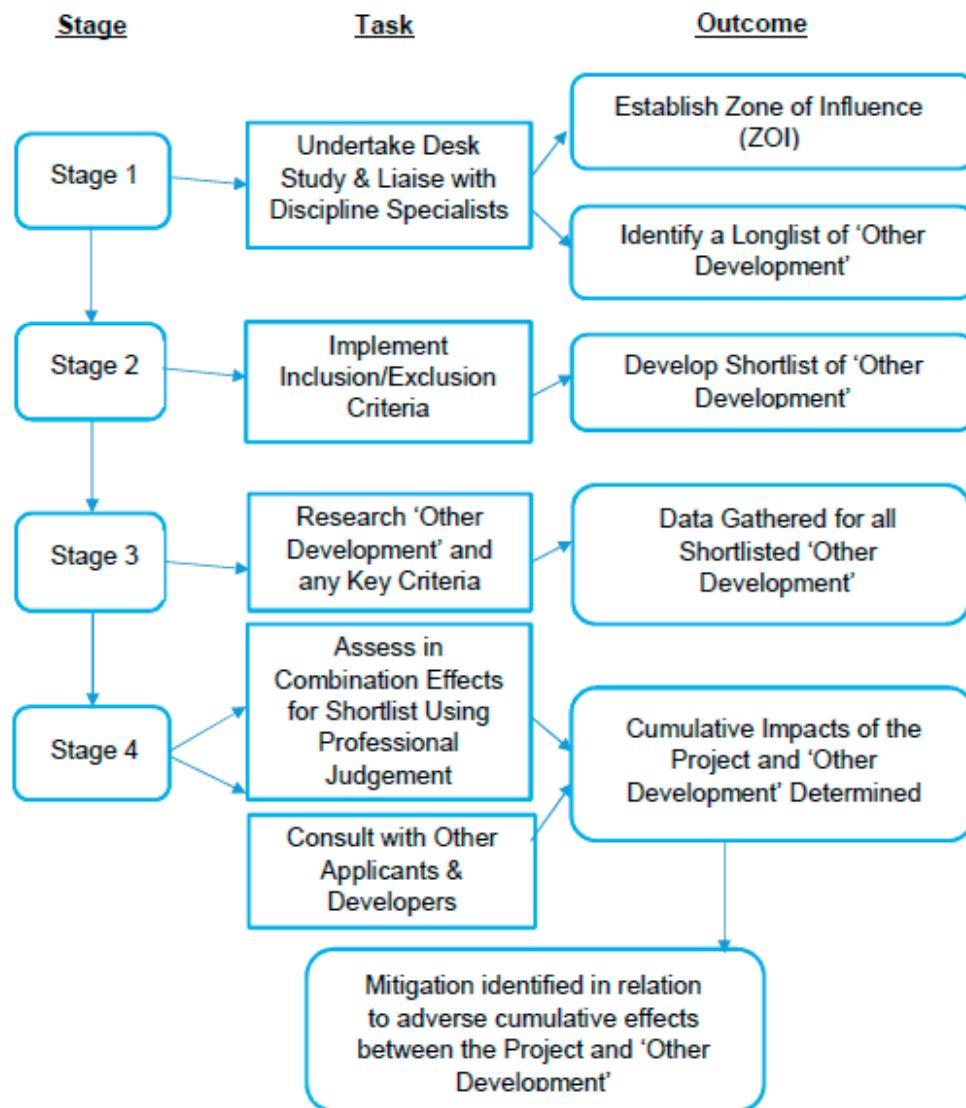 Stage
Task
Outcome
Stage 1
Undertake Desk
Study & Liaise with
Discipline Specialists
Establish Zone of Influence
(ZOI)
Identify a Longlist of ‘Other
Development’
Stage 2
Implement
Inclusion/Exclusion
Criteria
Develop Shortlist of ‘Other
Development’
Stage 3
Research ‘Other
Development’ and
any Key Criteria
Data Gathered for all
Shortlisted ‘Other
Development’
Stage 4
Assess in
Combination Effects
for Shortlist Using
Professional
Judgement
Consult with Other
Applicants &
Developers
Cumulative Impacts of the
Project and ‘Other
Development’ Determined
Mitigation identified in relation
to adverse cumulative effects
between the Project and ‘Other
Development’